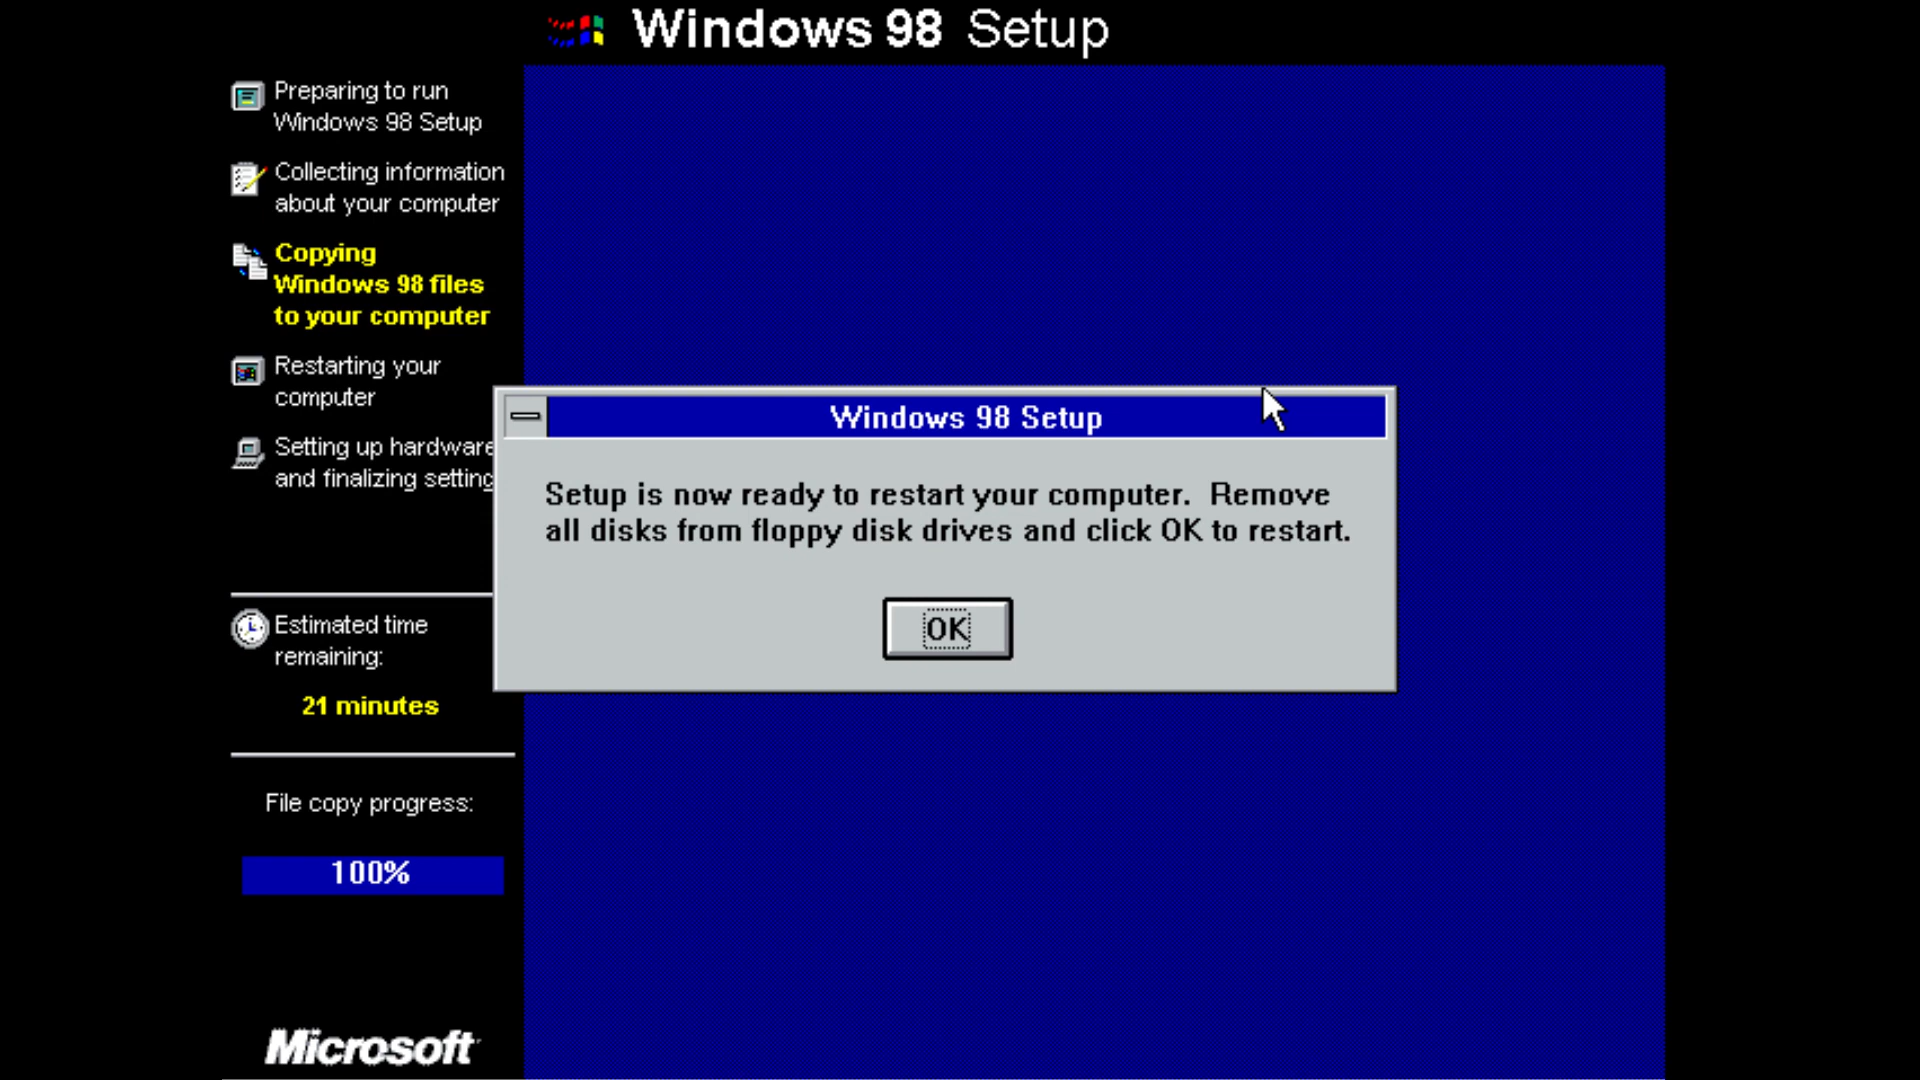 Windows 98 Setup
Preparing to run
Windows 98 Setup
Collecting information
about your computer
Copying
Windows 98 files
to your computer
Restarting your
computer
Setting up hardware
and finalizing setting
Windows 98 Setup
Setup is now ready to restart your computer.  Remove
all disks from floppy disk drives and click OK to restart.
OK
Estimated time
remaining:
21 minutes
File copy progress:
100%
Microsoft